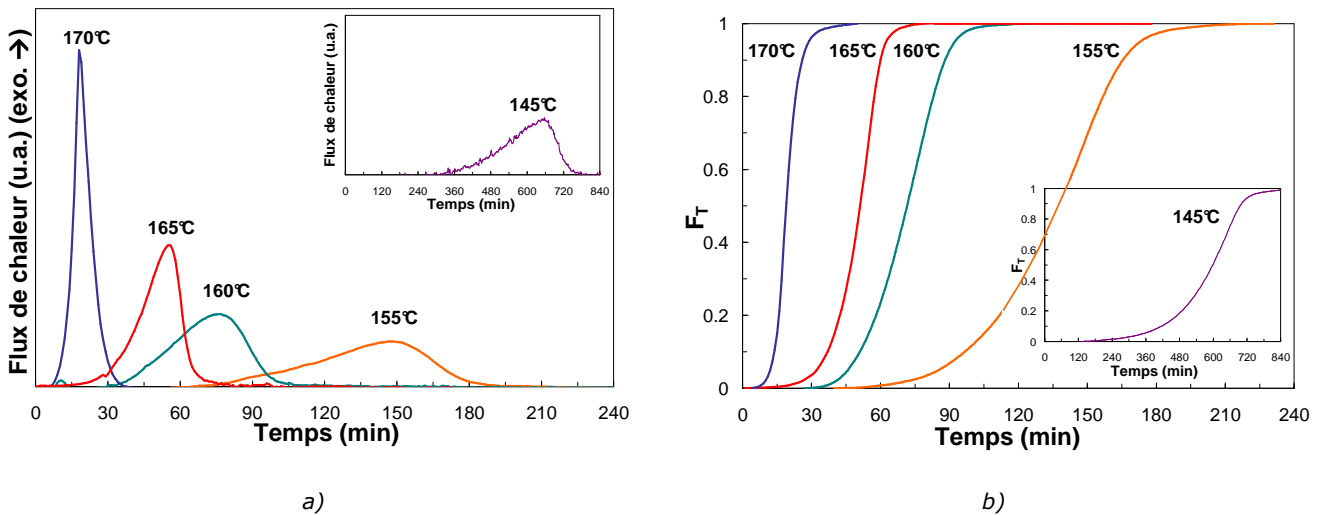 Flux de chaleur (u.a.) (exo. →)
170°C
165°C
160°C
155°C
0 30 60 90 120 150 180 210 240
Temps (min)
Flux de chaleur (u.a.)
145°C
0 120 240 360 480 600 720 840
Temps (min)
a)
F_T
1
0.8
0.6
0.4
0.2
0
170°C 165°C 160°C 155°C
0 30 60 90 120 150 180 210 240
Temps (min)
F_T
1
0.8
0.6
0.4
0.2
0
145°C
0 120 240 360 480 600 720 840
Temps (min)
b)